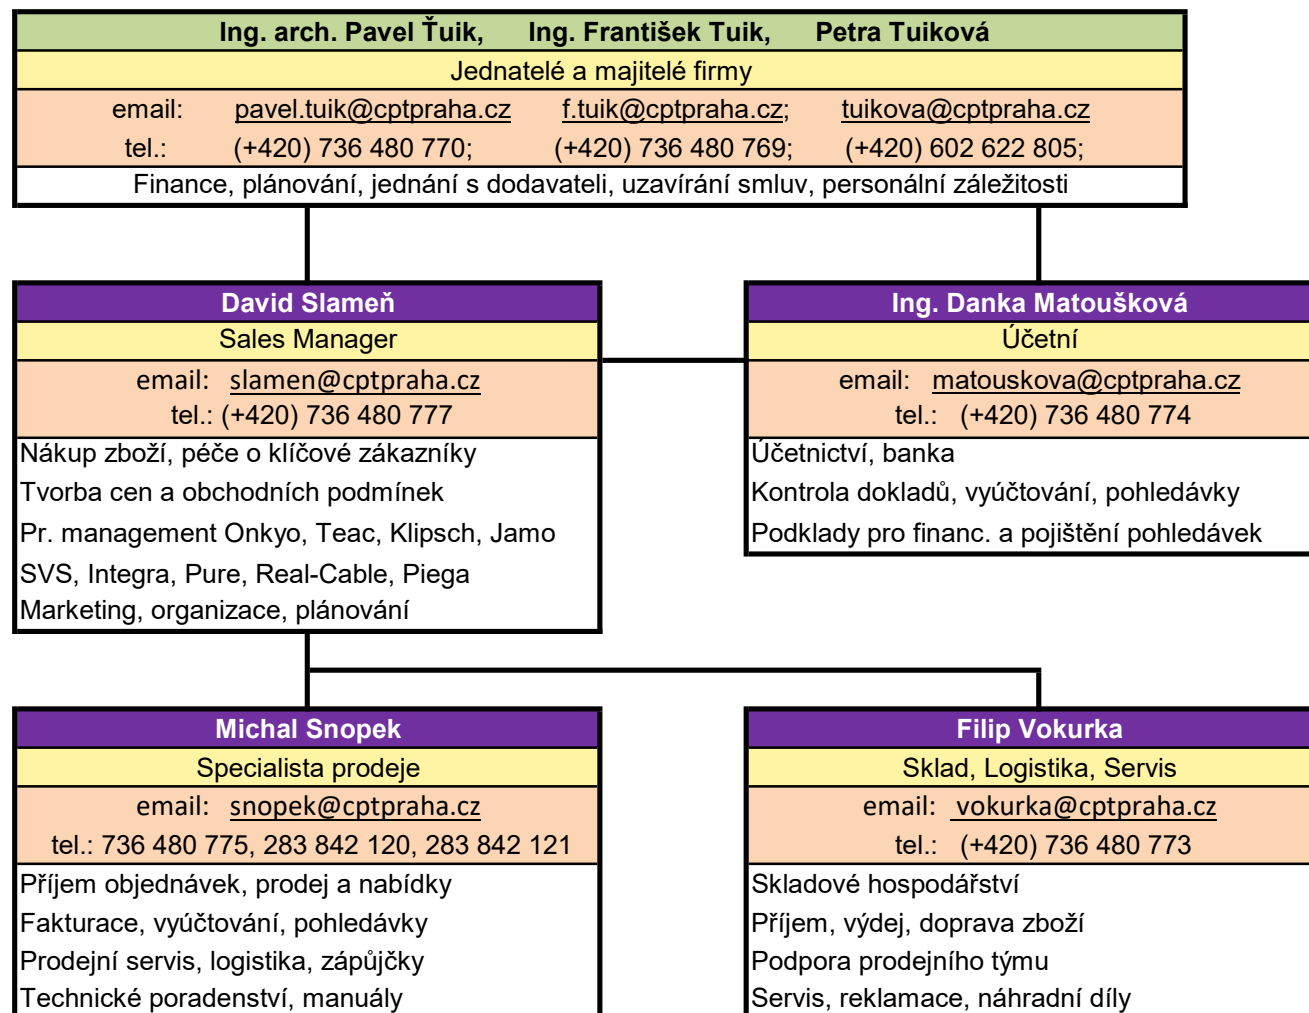 Ing. arch. Pavel Ťuik, Ing. František Tuik, Petra Tuiková
Jednatelé a majitelé firmy
email: pavel.tuik@cptpraha.cz f.tuik@cptpraha.cz; tuikova@cptpraha.cz
tel.: (+420) 736 480 770; (+420) 736 480 769; (+420) 602 622 805;
Finance, plánování, jednání s dodavateli, uzavírání smluv, personální záležitosti
David Slameň
Sales Manager
email: slamen@cptpraha.cz
tel.: (+420) 736 480 777
Nákup zboží, péče o klíčové zákazníky
Tvorba cen a obchodních podmínek
Pr. management Onkyo, Teac, Klipsch, Jamo
SVS, Integra, Pure, Real-Cable, Piega
Marketing, organizace, plánování
Ing. Danka Matoušková
Účetní
email: matouskova@cptpraha.cz
tel.: (+420) 736 480 774
Účetnictví, banka
Kontrola dokladů, vyúčtování, pohledávky
Podklady pro financ. a pojištění pohledávek
Michal Snopek
Specialista prodeje
email: snopek@cptpraha.cz
tel.: 736 480 775, 283 842 120, 283 842 121
Příjem objednávek, prodej a nabídky
Fakturace, vyúčtování, pohledávky
Prodejní servis, logistika, zápůjčky
Technické poradenství, manuály
Filip Vokurka
Sklad, Logistika, Servis
email: vokurka@cptpraha.cz
tel.: (+420) 736 480 773
Skladové hospodářství
Příjem, výdej, doprava zboží
Podpora prodejního týmu
Servis, reklamace, náhradní díly